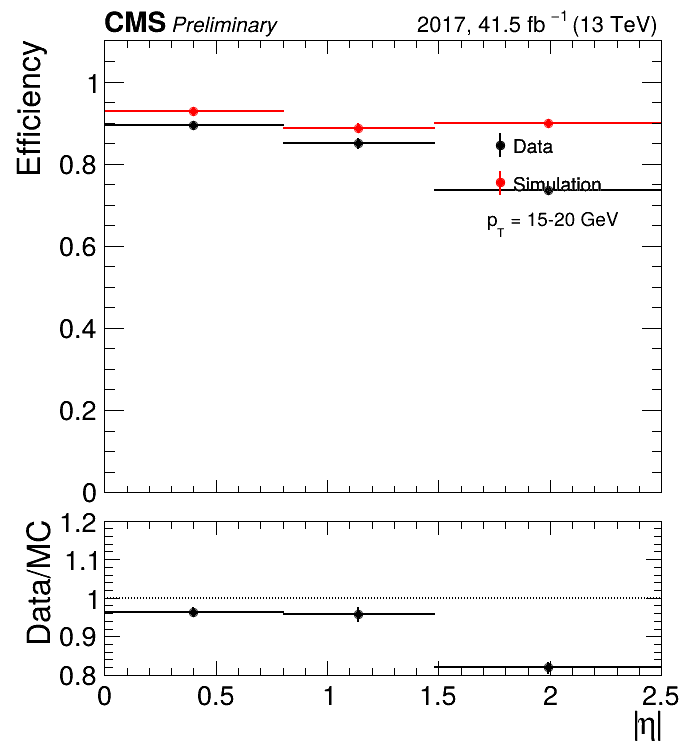 CMS Preliminary 2017, 41.5 fb⁻¹ (13 TeV)
Efficiency
1
0.8
0.6
0.4
0.2
0
Data
Simulation
p_T = 15-20 GeV
Data/MC
1.2
1.1
1
0.9
0.8
0 0.5 1 1.5 2 2.5
|η|